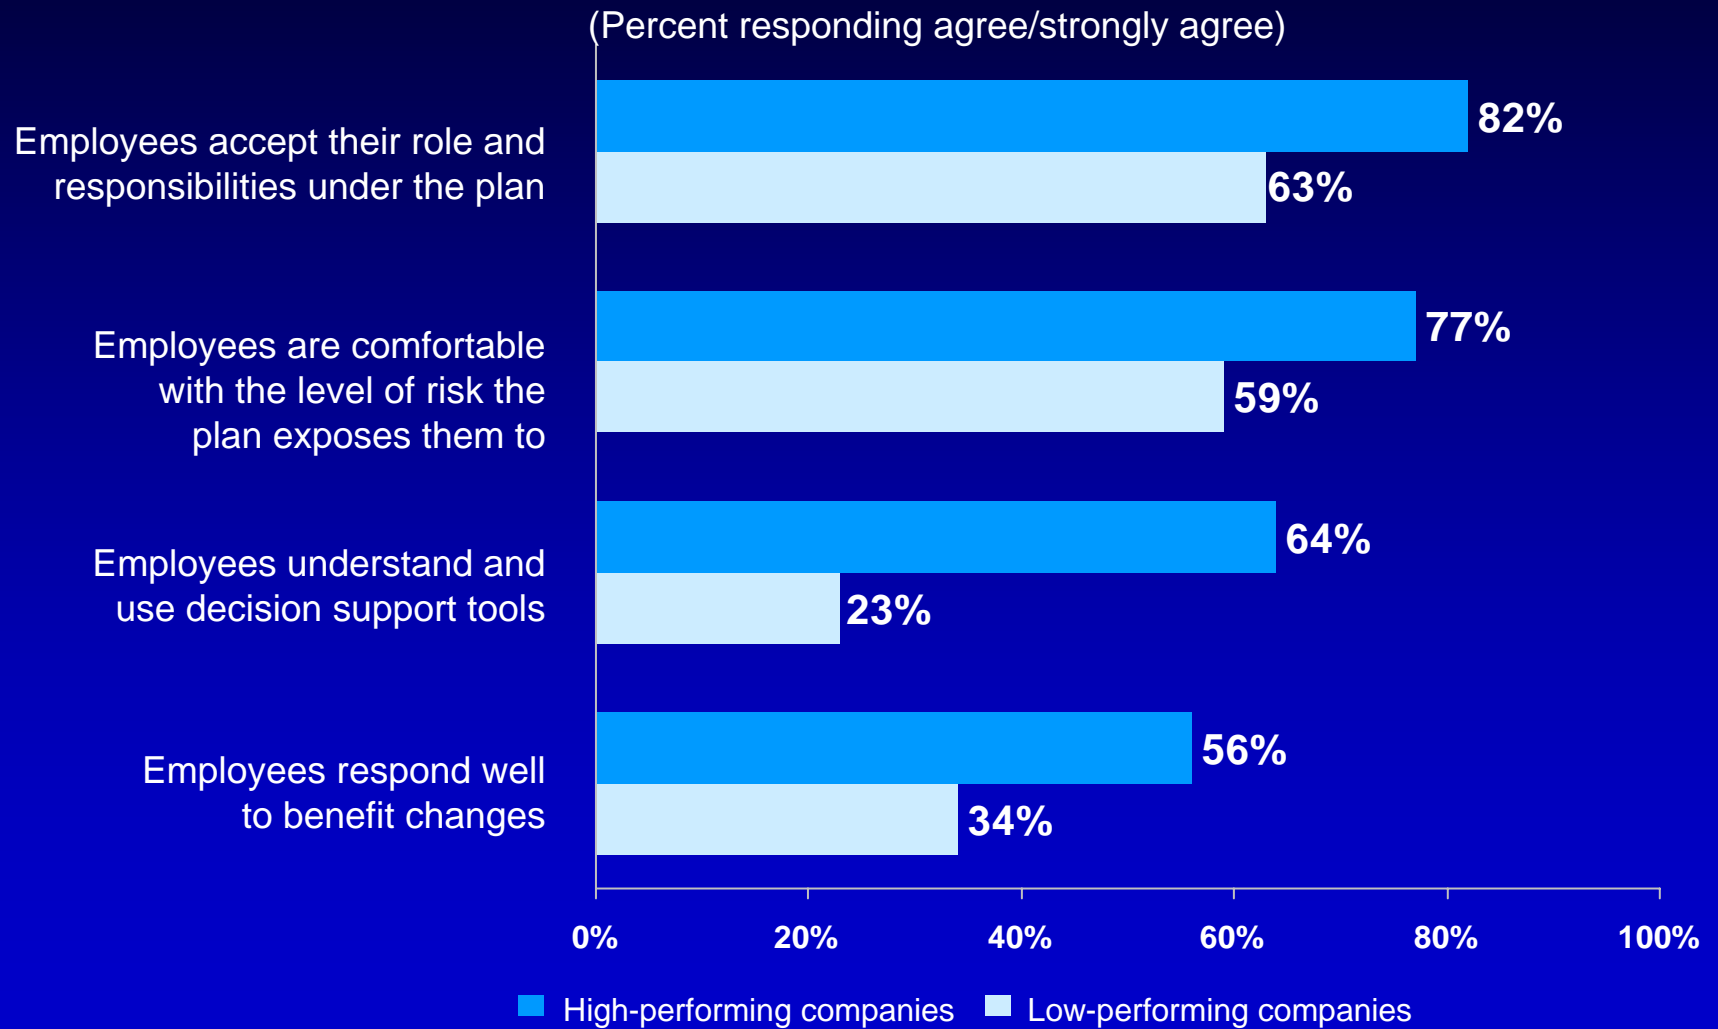 (Percent responding agree/strongly agree)
Employees accept their role and
responsibilities under the plan
82%
63%
Employees are comfortable
with the level of risk the
plan exposes them to
77%
59%
Employees understand and
use decision support tools
64%
23%
Employees respond well
to benefit changes
56%
34%
0% 20% 40% 60% 80% 100%
High-performing companies Low-performing companies